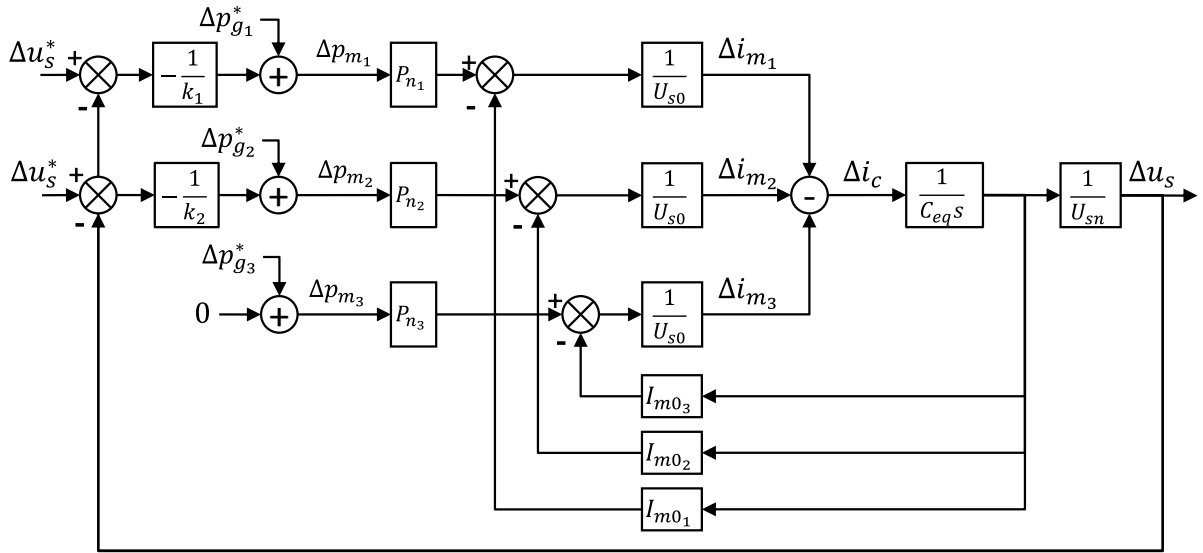 Δp*g₁
Δu*s + - −1/k₁ + Δpm₁ Pn₁ + - 1/Us0 Δim₁
Δp*g₂
Δu*s + - −1/k₂ + Δpm₂ Pn₂ + - 1/Us0 Δim₂ - Δic 1/Ceqs 1/Usn Δus
Δp*g₃
0 + Δpm₃ Pn₃ + - 1/Us0 Δim₃
Im0₃
Im0₂
Im0₁